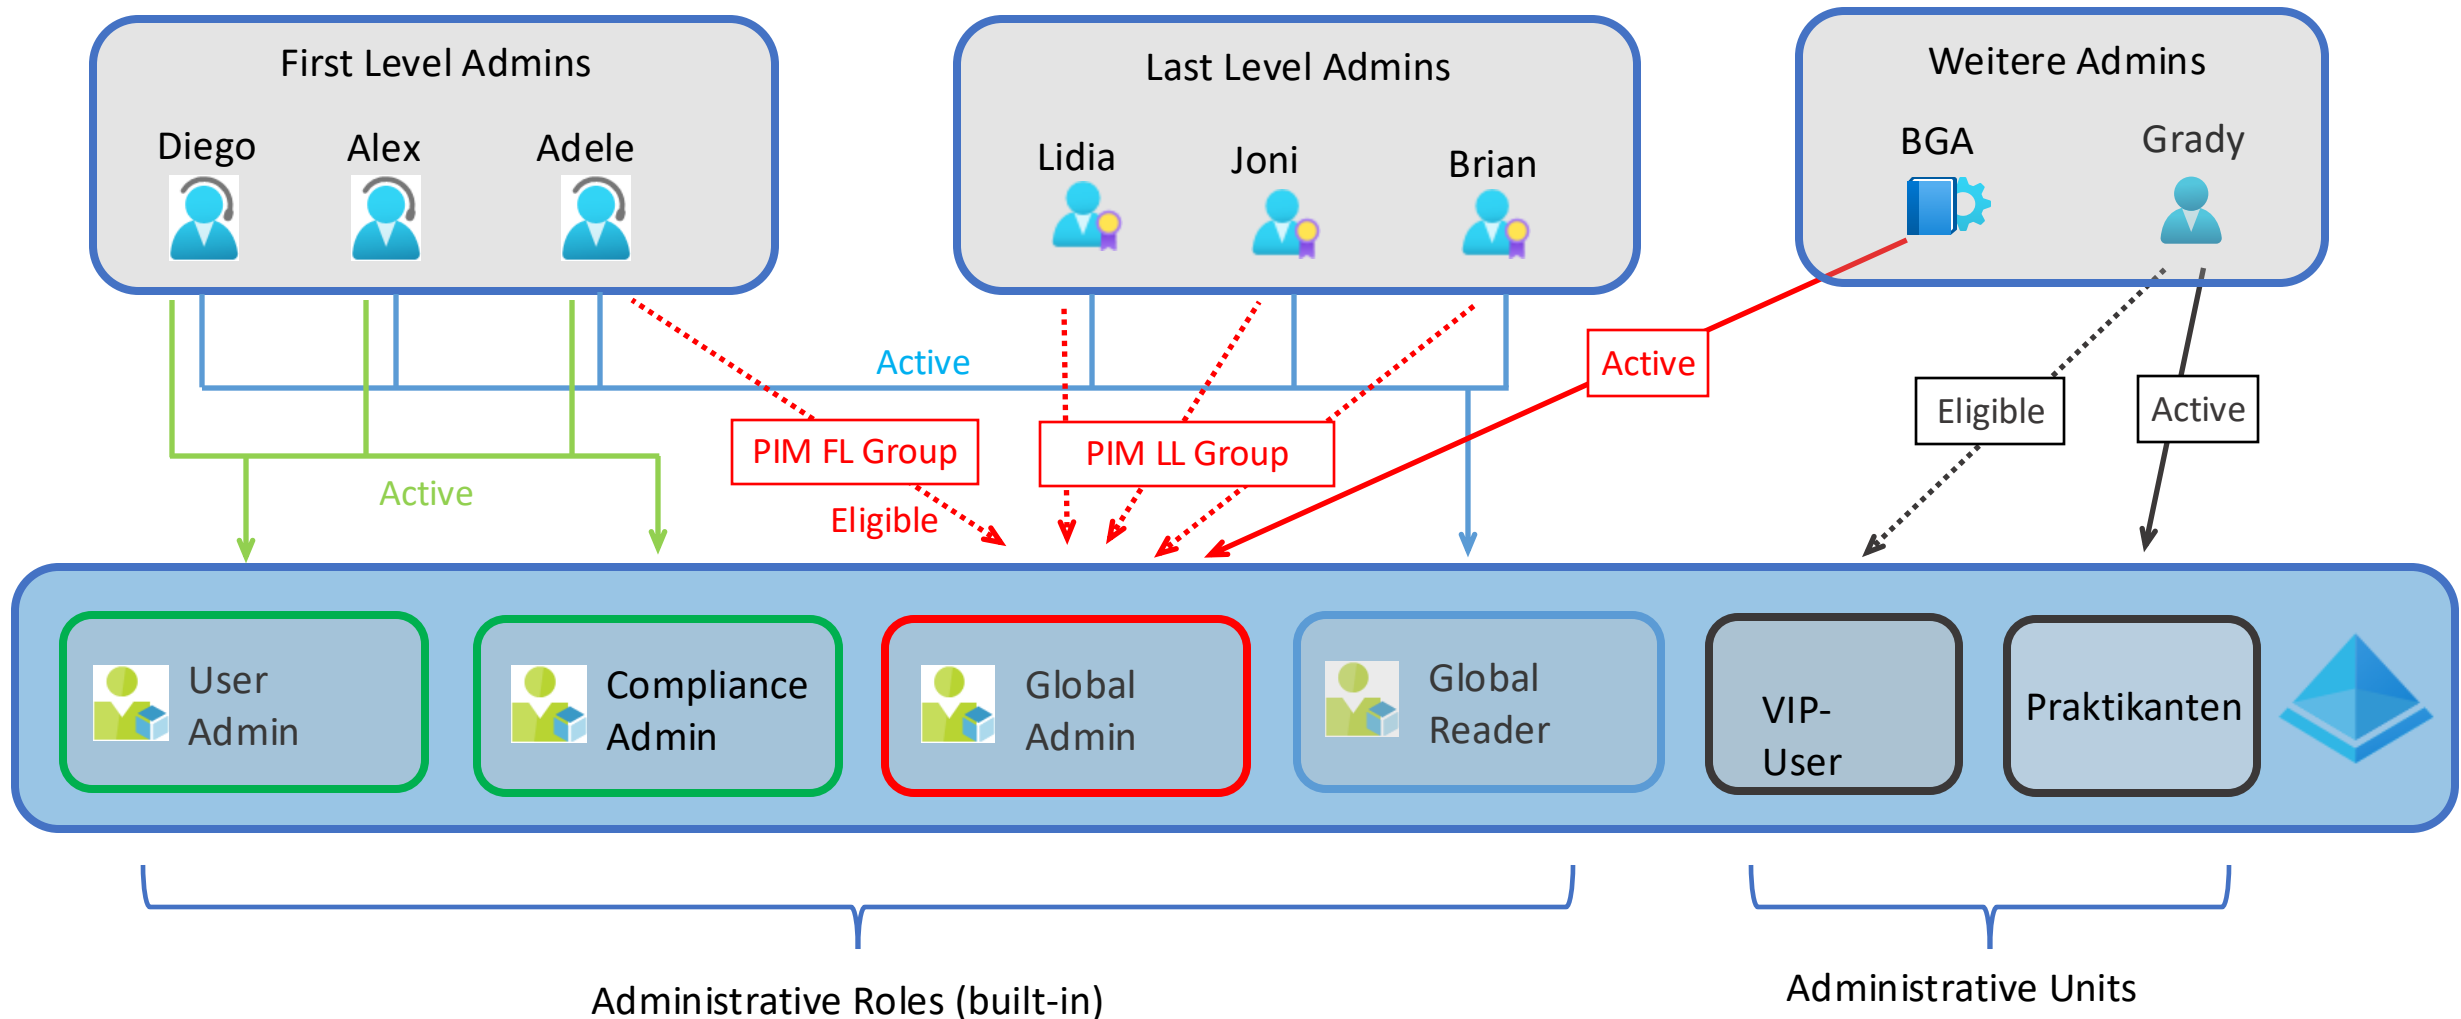 First Level Admins
Last Level Admins
Weitere Admins
Diego
Alex
Adele
Lidia
Joni
Brian
BGA
Grady
Active
Active
Eligible
Active
PIM FL Group
PIM LL Group
Active
Eligible
User
Admin
Compliance
Admin
Global
Admin
Global
Reader
VIP-
User
Praktikanten
Administrative Roles (built-in)
Administrative Units